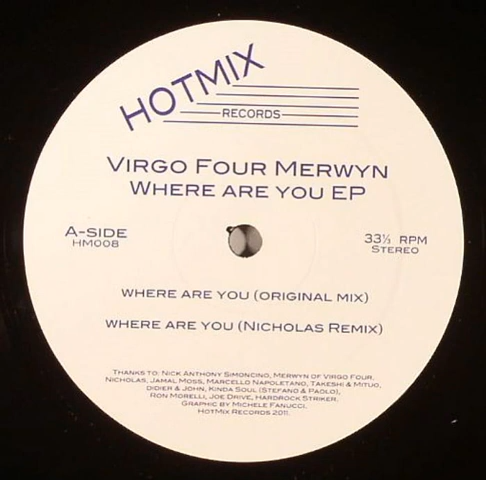 HOTMIX
RECORDS
VIRGO FOUR MERWYN
WHERE ARE YOU EP
A-SIDE
HM008
33⅓ RPM
STEREO
WHERE ARE YOU (ORIGINAL MIX)
WHERE ARE YOU (NICHOLAS REMIX)
THANKS TO: NICK ANTHONY SIMONCINO, MERWYN OF VIRGO FOUR,
NICHOLAS, JAMAL MOSS, MARCELLO NAPOLETANO, TAKESHI & MITUO,
DIDIER & JOHN, KINDA SOUL (STEFANO & PAOLO),
RON MORELLI, JOE DRIVE, HARDROCK STRIKER,
GRAPHIC BY MICHELE FANUCCI.
HOTMIX RECORDS 2011.